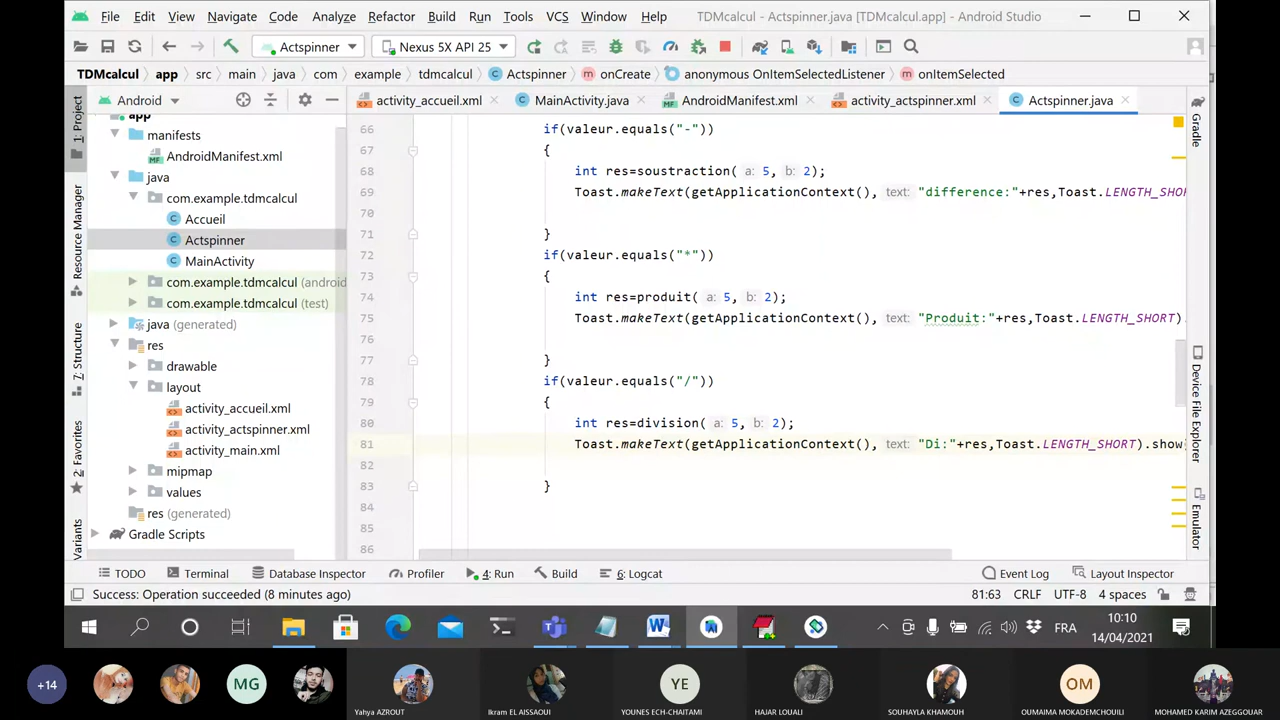 File Edit View Navigate Code Analyze Refactor Build Run Tools VCS Window Help TDMcalcul - Actspinner.java [TDMcalcul.app] - Android Studio
Actspinner Nexus 5X API 25
TDMcalcul app src main java com example tdmcalcul Actspinner onCreate anonymous OnItemSelectedListener onItemSelected
Android activity_accueil.xml MainActivity.java AndroidManifest.xml activity_actspinner.xml Actspinner.java
1: Project
Resource Manager
7: Structure
2: Favorites
Variants
app
manifests
AndroidManifest.xml
java
com.example.tdmcalcul
Accueil
Actspinner
MainActivity
com.example.tdmcalcul (android
com.example.tdmcalcul (test)
java (generated)
res
drawable
layout
activity_accueil.xml
activity_actspinner.xml
activity_main.xml
mipmap
values
res (generated)
Gradle Scripts
66 if(valeur.equals("-"))
67 {
68 int res=soustraction( a: 5, b: 2);
69 Toast.makeText(getApplicationContext(), text: "difference:"+res,Toast.LENGTH_SHOR
70
71 }
72 if(valeur.equals("*"))
73 {
74 int res=produit( a: 5, b: 2);
75 Toast.makeText(getApplicationContext(), text: "Produit:"+res,Toast.LENGTH_SHORT).
76
77 }
78 if(valeur.equals("/"))
79 {
80 int res=division( a: 5, b: 2);
81 Toast.makeText(getApplicationContext(), text: "Di:"+res,Toast.LENGTH_SHORT).show
82
83 }
84
85
86
Gradle
Device File Explorer
Emulator
TODO Terminal Database Inspector Profiler 4: Run Build 6: Logcat Event Log Layout Inspector
Success: Operation succeeded (8 minutes ago) 81:63 CRLF UTF-8 4 spaces
FRA 10:10
14/04/2021
+14 MG YE OM
Yahya AZROUT Ikram EL AISSAOUI YOUNES ECH-CHAITAMI HAJAR LOUALI SOUHAYLA KHAMOUH OUMAIMA MOKADEMCHOUILI MOHAMED KARIM AZEGGOUAR